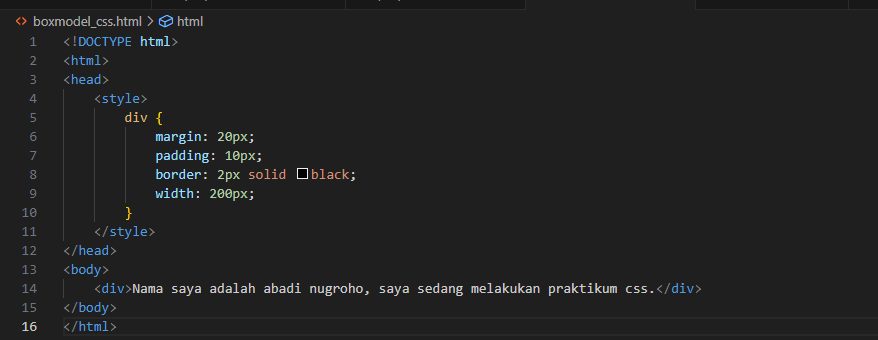 boxmodel_css.html > html
1 <!DOCTYPE html>
2 <html>
3 <head>
4     <style>
5         div {
6             margin: 20px;
7             padding: 10px;
8             border: 2px solid black;
9             width: 200px;
10         }
11     </style>
12 </head>
13 <body>
14     <div>Nama saya adalah abadi nugroho, saya sedang melakukan praktikum css.</div>
15 </body>
16 </html>